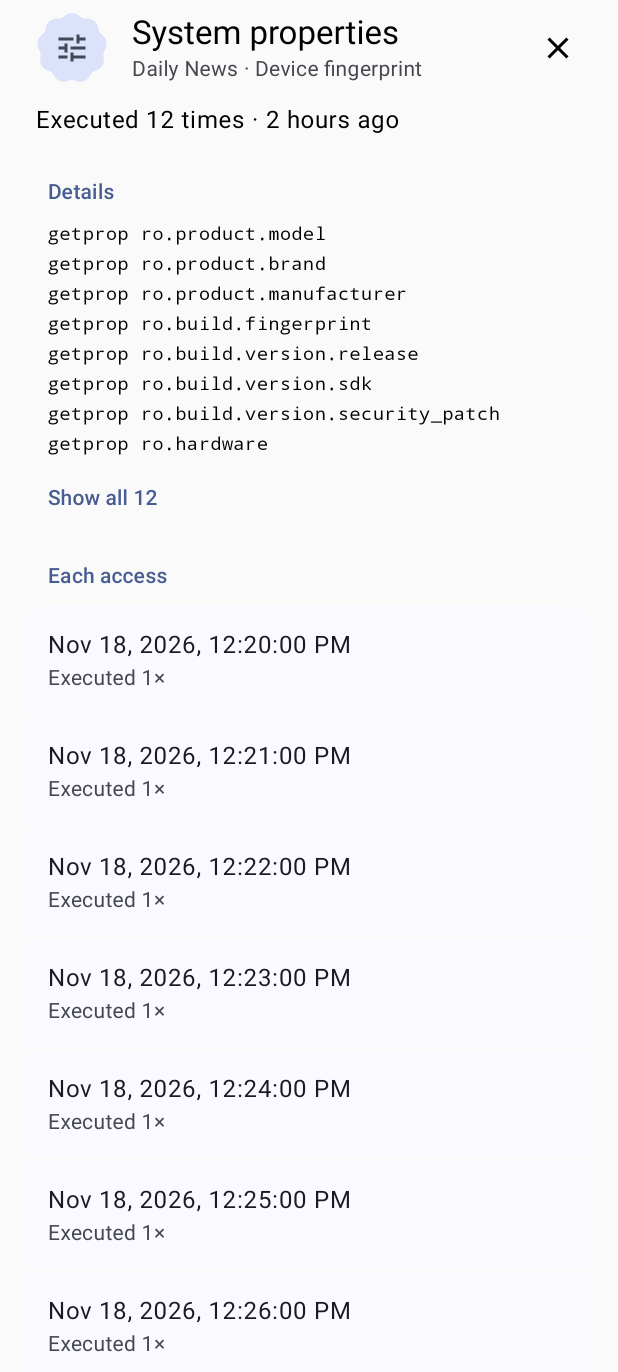 System properties
Daily News · Device fingerprint
Executed 12 times · 2 hours ago
Details
getprop ro.product.model
getprop ro.product.brand
getprop ro.product.manufacturer
getprop ro.build.fingerprint
getprop ro.build.version.release
getprop ro.build.version.sdk
getprop ro.build.version.security_patch
getprop ro.hardware
Show all 12
Each access
Nov 18, 2026, 12:20:00 PM
Executed 1×
Nov 18, 2026, 12:21:00 PM
Executed 1×
Nov 18, 2026, 12:22:00 PM
Executed 1×
Nov 18, 2026, 12:23:00 PM
Executed 1×
Nov 18, 2026, 12:24:00 PM
Executed 1×
Nov 18, 2026, 12:25:00 PM
Executed 1×
Nov 18, 2026, 12:26:00 PM
Executed 1×